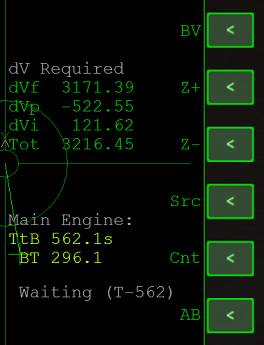 BV <
dV Required
dVf 3171.39
Z+ <
dVp -522.55
dVi 121.62
Tot 3216.45
Z- <
Src <
Main Engine:
TtB 562.1s
BT 296.1
Cnt <
Waiting (T-562)
AB <